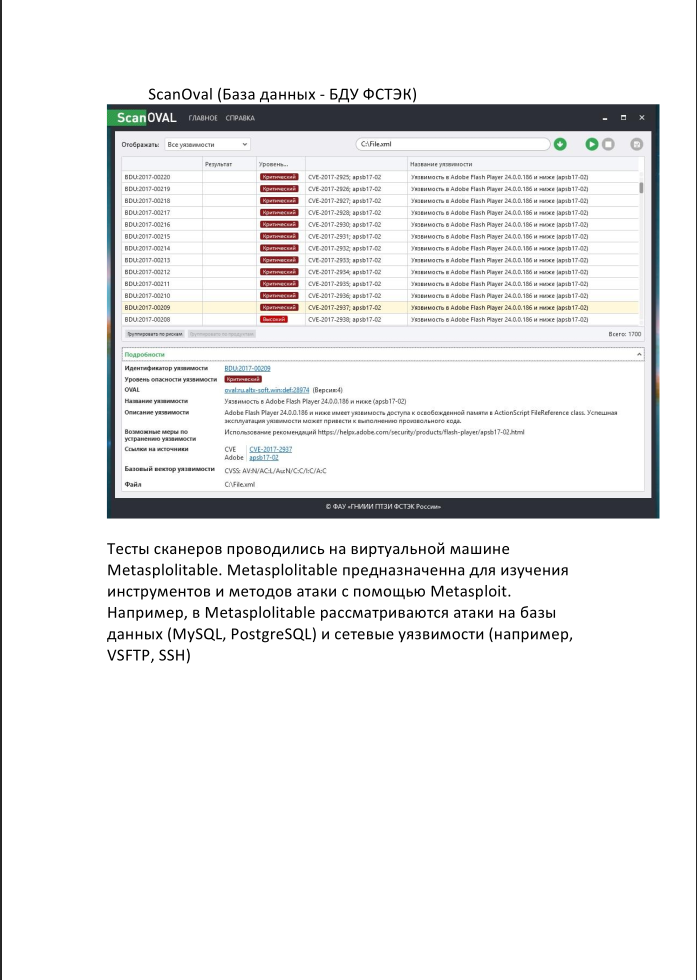 ScanOval (База данных - БДУ ФСТЭК)
ScanOVAL ГЛАВНОЕ СПРАВКА
Отображать: Все уязвимости C:\File.xml
Результат Уровень... Название уязвимости
BDU:2017-00220 Критический CVE-2017-2925; apsb17-02 Уязвимость в Adobe Flash Player 24.0.0.186 и ниже (apsb17-02)
BDU:2017-00219 Критический CVE-2017-2926; apsb17-02 Уязвимость в Adobe Flash Player 24.0.0.186 и ниже (apsb17-02)
BDU:2017-00218 Критический CVE-2017-2927; apsb17-02 Уязвимость в Adobe Flash Player 24.0.0.186 и ниже (apsb17-02)
BDU:2017-00217 Критический CVE-2017-2928; apsb17-02 Уязвимость в Adobe Flash Player 24.0.0.186 и ниже (apsb17-02)
BDU:2017-00216 Критический CVE-2017-2930; apsb17-02 Уязвимость в Adobe Flash Player 24.0.0.186 и ниже (apsb17-02)
BDU:2017-00215 Критический CVE-2017-2931; apsb17-02 Уязвимость в Adobe Flash Player 24.0.0.186 и ниже (apsb17-02)
BDU:2017-00214 Критический CVE-2017-2932; apsb17-02 Уязвимость в Adobe Flash Player 24.0.0.186 и ниже (apsb17-02)
BDU:2017-00213 Критический CVE-2017-2933; apsb17-02 Уязвимость в Adobe Flash Player 24.0.0.186 и ниже (apsb17-02)
BDU:2017-00212 Критический CVE-2017-2934; apsb17-02 Уязвимость в Adobe Flash Player 24.0.0.186 и ниже (apsb17-02)
BDU:2017-00211 Критический CVE-2017-2935; apsb17-02 Уязвимость в Adobe Flash Player 24.0.0.186 и ниже (apsb17-02)
BDU:2017-00210 Критический CVE-2017-2936; apsb17-02 Уязвимость в Adobe Flash Player 24.0.0.186 и ниже (apsb17-02)
BDU:2017-00209 Критический CVE-2017-2937; apsb17-02 Уязвимость в Adobe Flash Player 24.0.0.186 и ниже (apsb17-02)
BDU:2017-00208 Высокий CVE-2017-2938; apsb17-02 Уязвимость в Adobe Flash Player 24.0.0.186 и ниже (apsb17-02)
Группировать по рискам Группировать по продуктам Всего: 1700
Подробности
Идентификатор уязвимости BDU:2017-00209
Уровень опасности уязвимости Критический
OVAL oval:ru.altx-soft.win:def:28974 (Версия:4)
Название уязвимости Уязвимость в Adobe Flash Player 24.0.0.186 и ниже (apsb17-02)
Описание уязвимости Adobe Flash Player 24.0.0.186 и ниже имеет уязвимость доступа к освобожденной памяти в ActionScript FileReference class. Успешная
эксплуатация уязвимости может привести к выполнению произвольного кода.
Возможные меры по Использование рекомендаций https://helpx.adobe.com/security/products/flash-player/apsb17-02.html
устранению уязвимости
Ссылки на источники CVE CVE-2017-2937
Adobe apsb17-02
Базовый вектор уязвимости CVSS: AV:N/AC:L/Au:N/C:C/I:C/A:C
Файл C:\File.xml
© ФАУ «ГНИИИ ПТЗИ ФСТЭК России»
Тесты сканеров проводились на виртуальной машине
Metasplolitable. Metasplolitable предназначенна для изучения
инструментов и методов атаки с помощью Metasploit.
Например, в Metasplolitable рассматриваются атаки на базы
данных (MySQL, PostgreSQL) и сетевые уязвимости (например,
VSFTP, SSH)